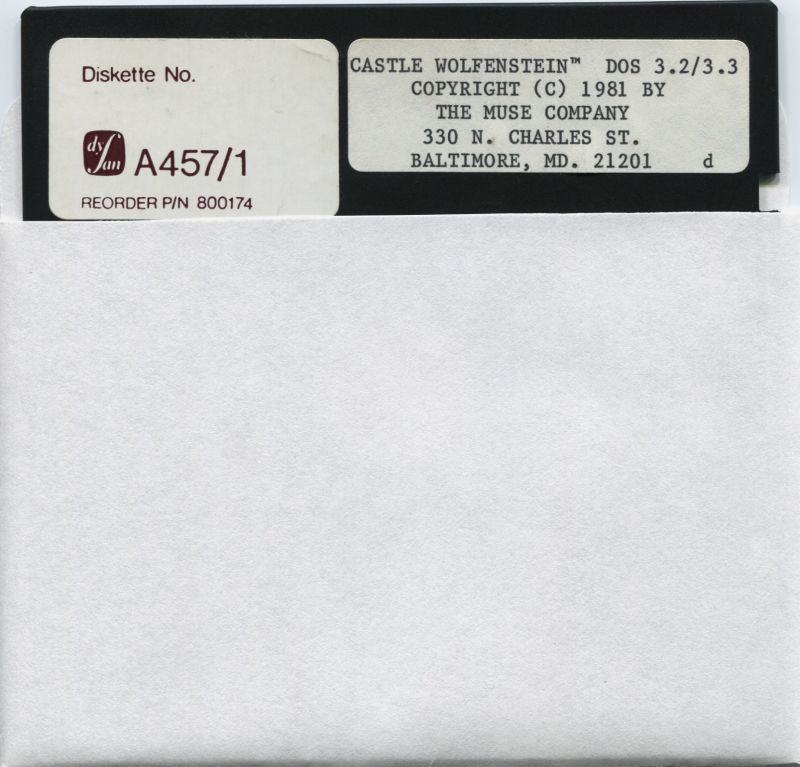 Diskette No.
dysan A457/1
REORDER P/N 800174
CASTLE WOLFENSTEIN™ DOS 3.2/3.3
COPYRIGHT (C) 1981 BY
THE MUSE COMPANY
330 N. CHARLES ST.
BALTIMORE, MD. 21201 d